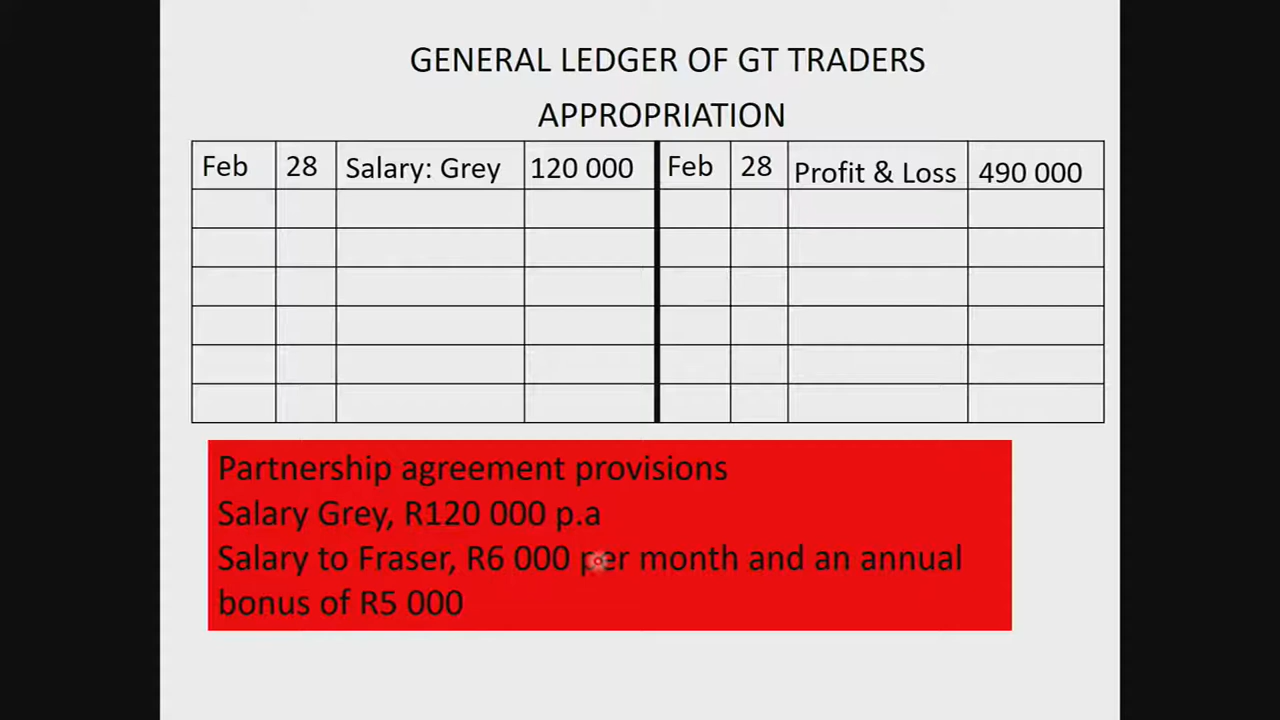 GENERAL LEDGER OF GT TRADERS
APPROPRIATION
Feb 28 Salary: Grey 120 000 Feb 28 Profit & Loss 490 000
Partnership agreement provisions
Salary Grey, R120 000 p.a
Salary to Fraser, R6 000 per month and an annual
bonus of R5 000